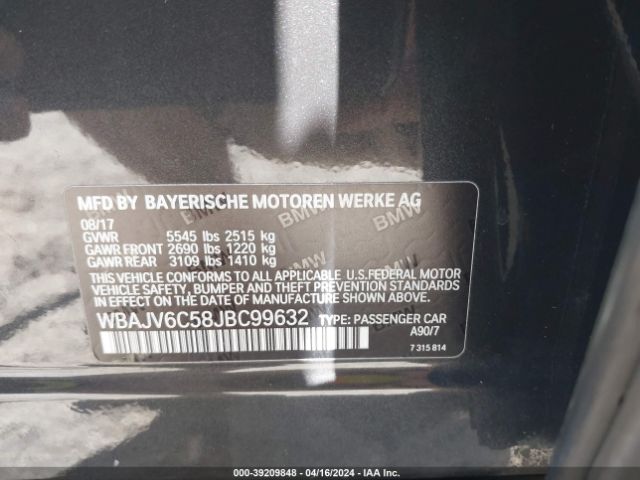 MFD BY BAYERISCHE MOTOREN WERKE AG
08/17
GVWR 5545 lbs 2515 kg
GAWR FRONT 2690 lbs 1220 kg
GAWR REAR 3109 lbs 1410 kg
THIS VEHICLE CONFORMS TO ALL APPLICABLE U.S.FEDERAL MOTOR
VEHICLE SAFETY, BUMPER AND THEFT PREVENTION STANDARDS
IN EFFECT ON THE DATE OF MANUFACTURE SHOWN ABOVE.
WBAJV6C58JBC99632 TYPE: PASSENGER CAR
A90/7
7 315 814
BMW
BMW
BMW
000-39209848 - 04/16/2024 - IAA Inc.